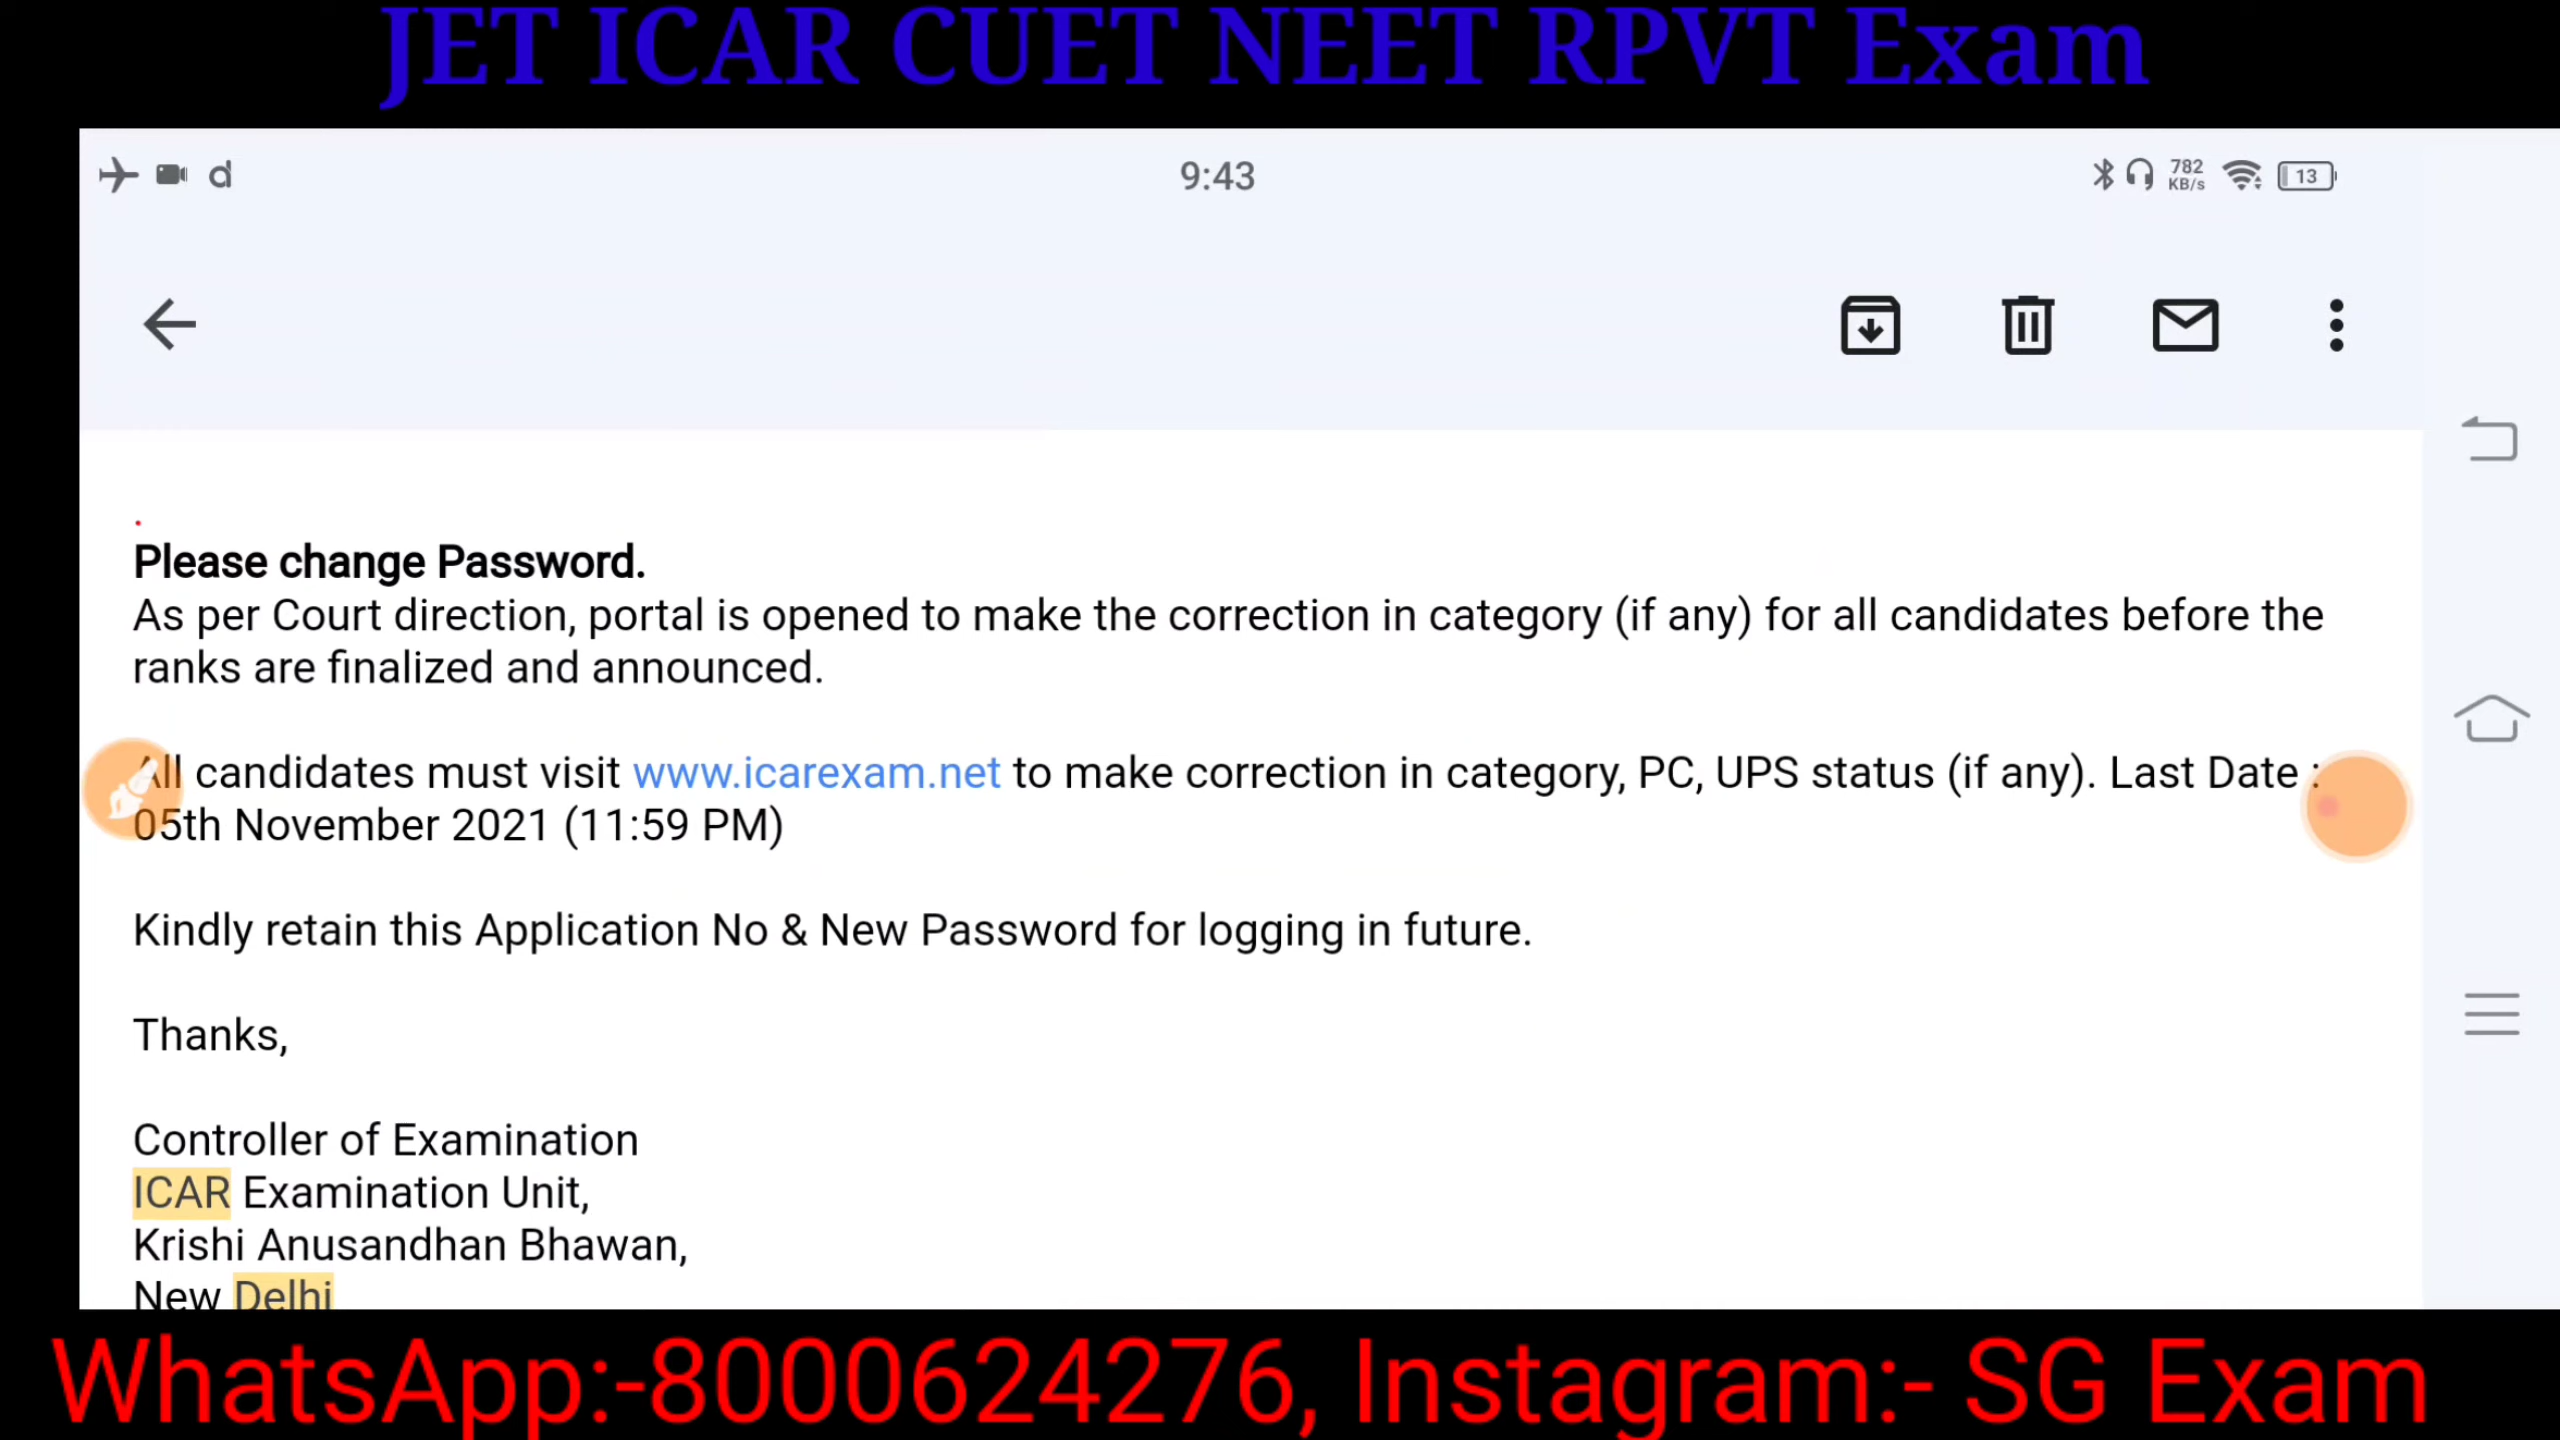 JET ICAR CUET NEET RPVT Exam
9:43
782
KB/s
13
Please change Password.
As per Court direction, portal is opened to make the correction in category (if any) for all candidates before the
ranks are finalized and announced.
All candidates must visit www.icarexam.net to make correction in category, PC, UPS status (if any). Last Date :
05th November 2021 (11:59 PM)
Kindly retain this Application No & New Password for logging in future.
Thanks,
Controller of Examination
ICAR Examination Unit,
Krishi Anusandhan Bhawan,
New Delhi
WhatsApp:-8000624276, Instagram:- SG Exam